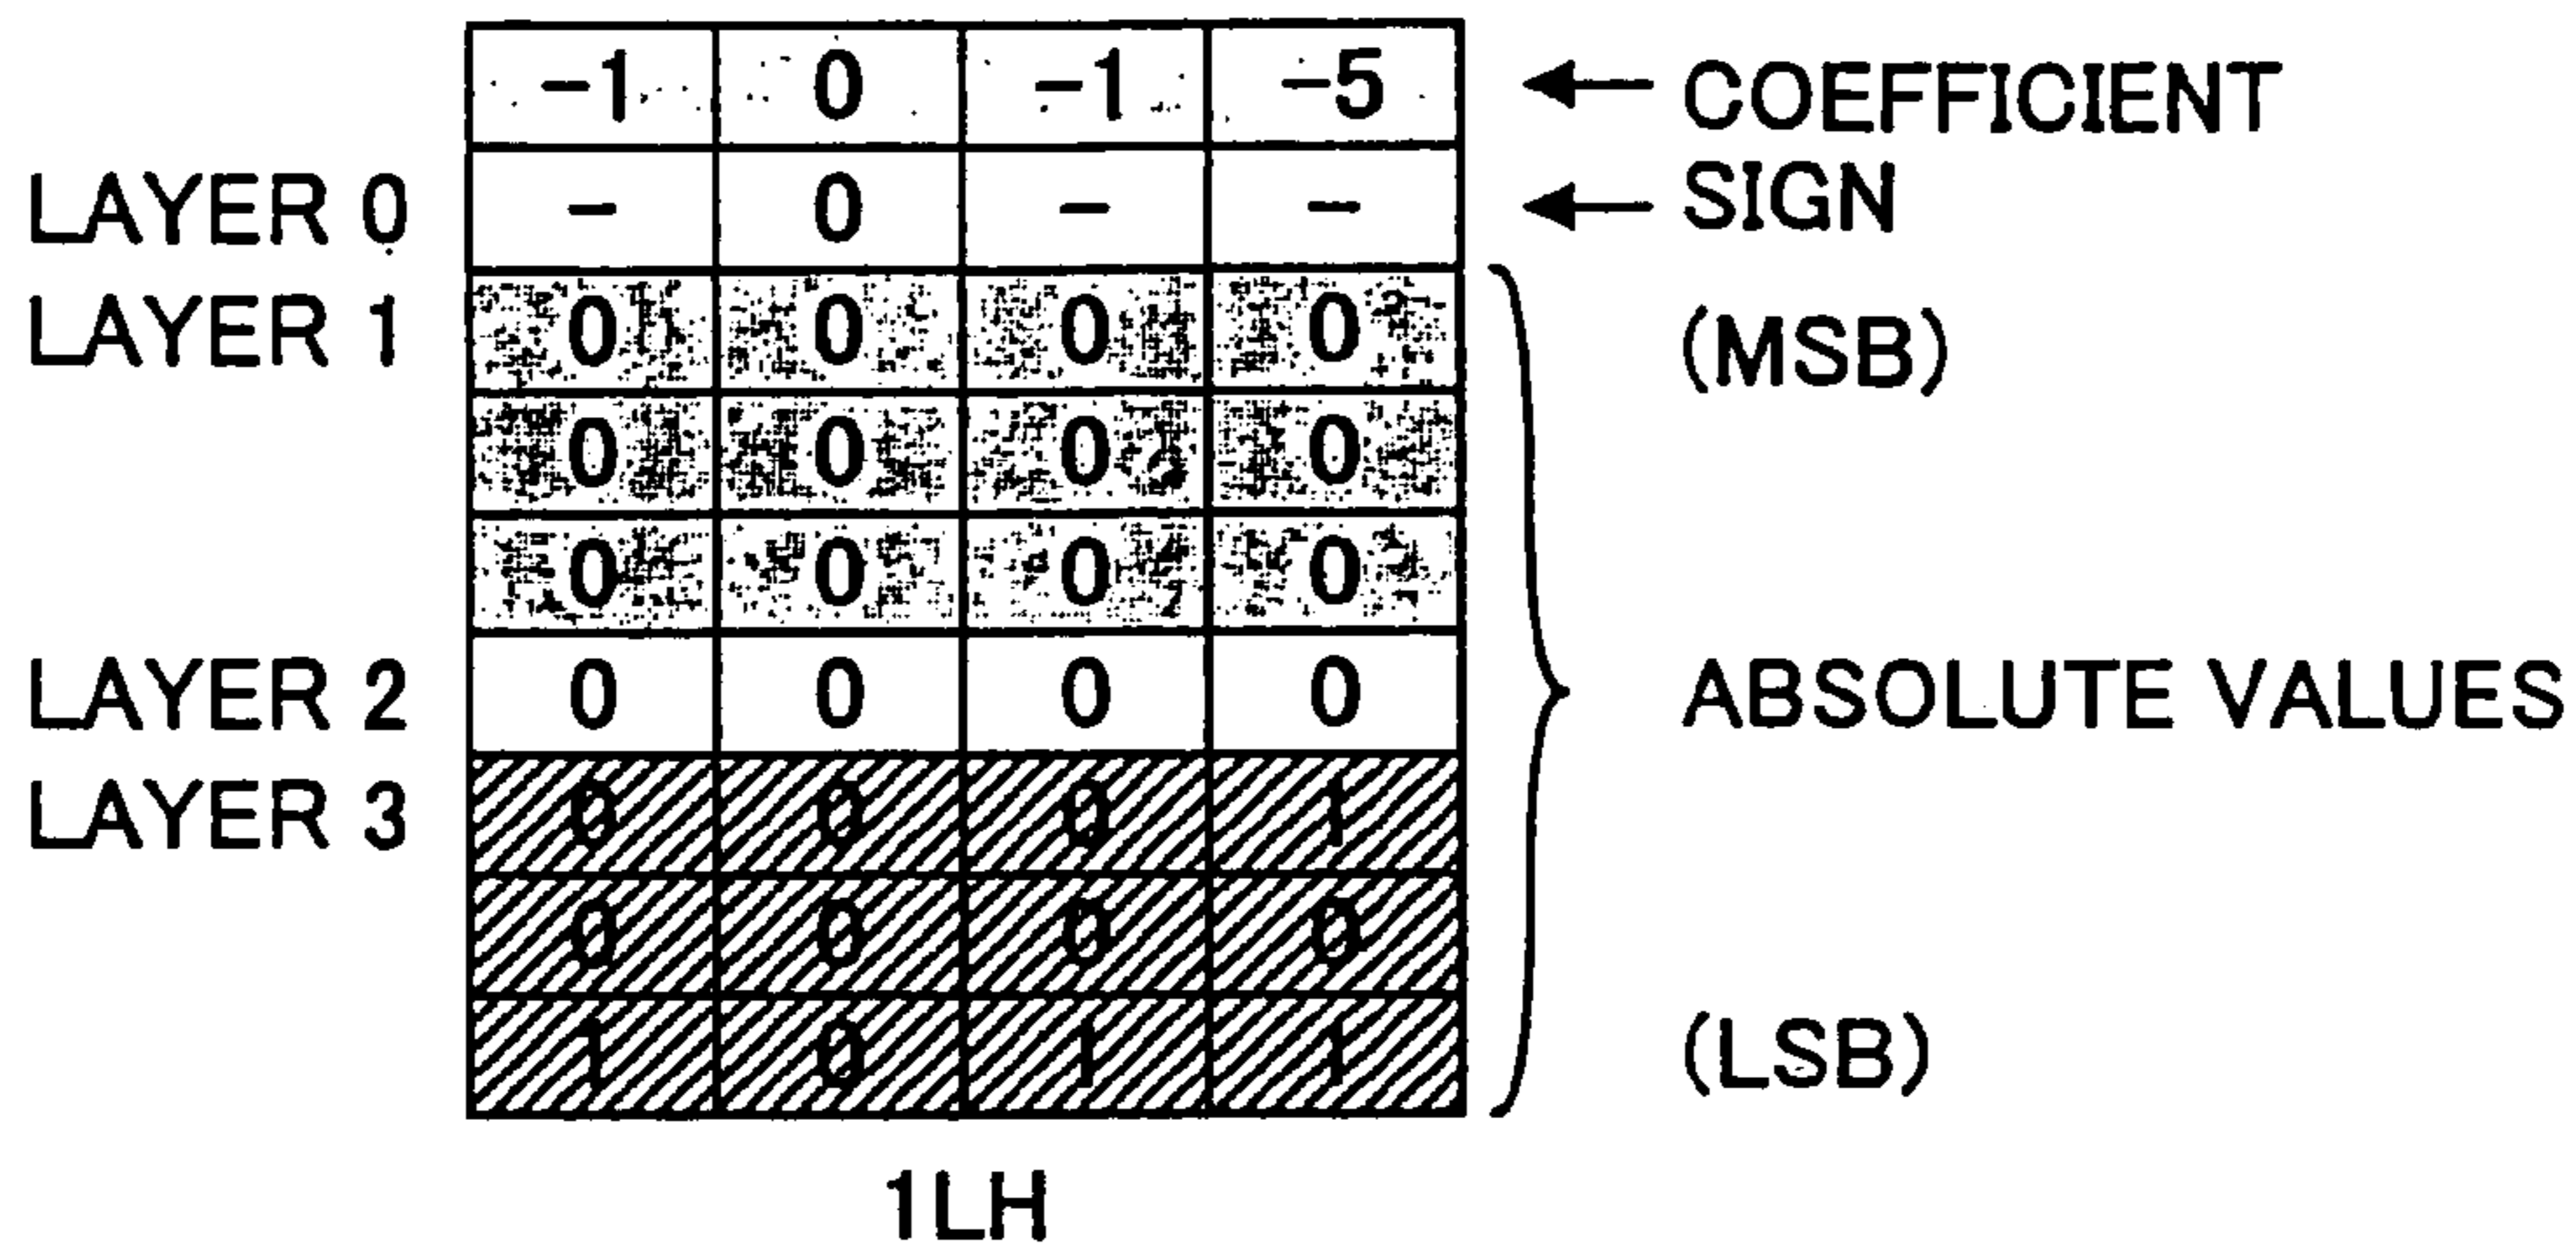 -1 0 -1 -5 ← COEFFICIENT
LAYER 0 - 0 - - ← SIGN
LAYER 1 0 0 0 0 (MSB)
0 0 0 0
0 0 0 0
LAYER 2 0 0 0 0 ABSOLUTE VALUES
LAYER 3 0 0 0 1
0 0 0 0
1 0 1 1 (LSB)
1LH